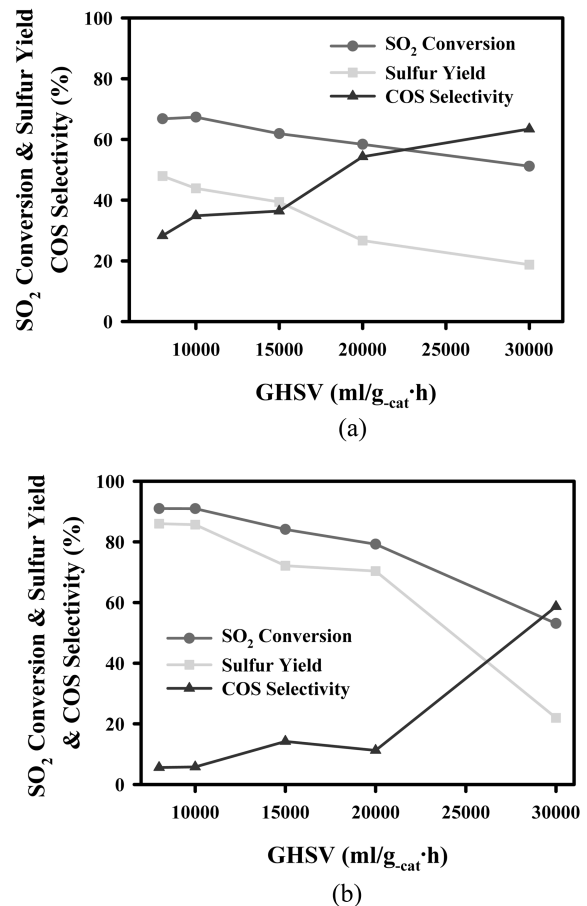 100
80
60
40
20
0
SO₂ Conversion & Sulfur Yield
COS Selectivity (%)
SO₂ Conversion
Sulfur Yield
COS Selectivity
10000 15000 20000 25000 30000
GHSV (ml/g-cat·h)
(a)
100
80
60
40
20
0
SO₂ Conversion & Sulfur Yield
& COS Selectivity (%)
SO₂ Conversion
Sulfur Yield
COS Selectivity
10000 15000 20000 25000 30000
GHSV (ml/g-cat·h)
(b)